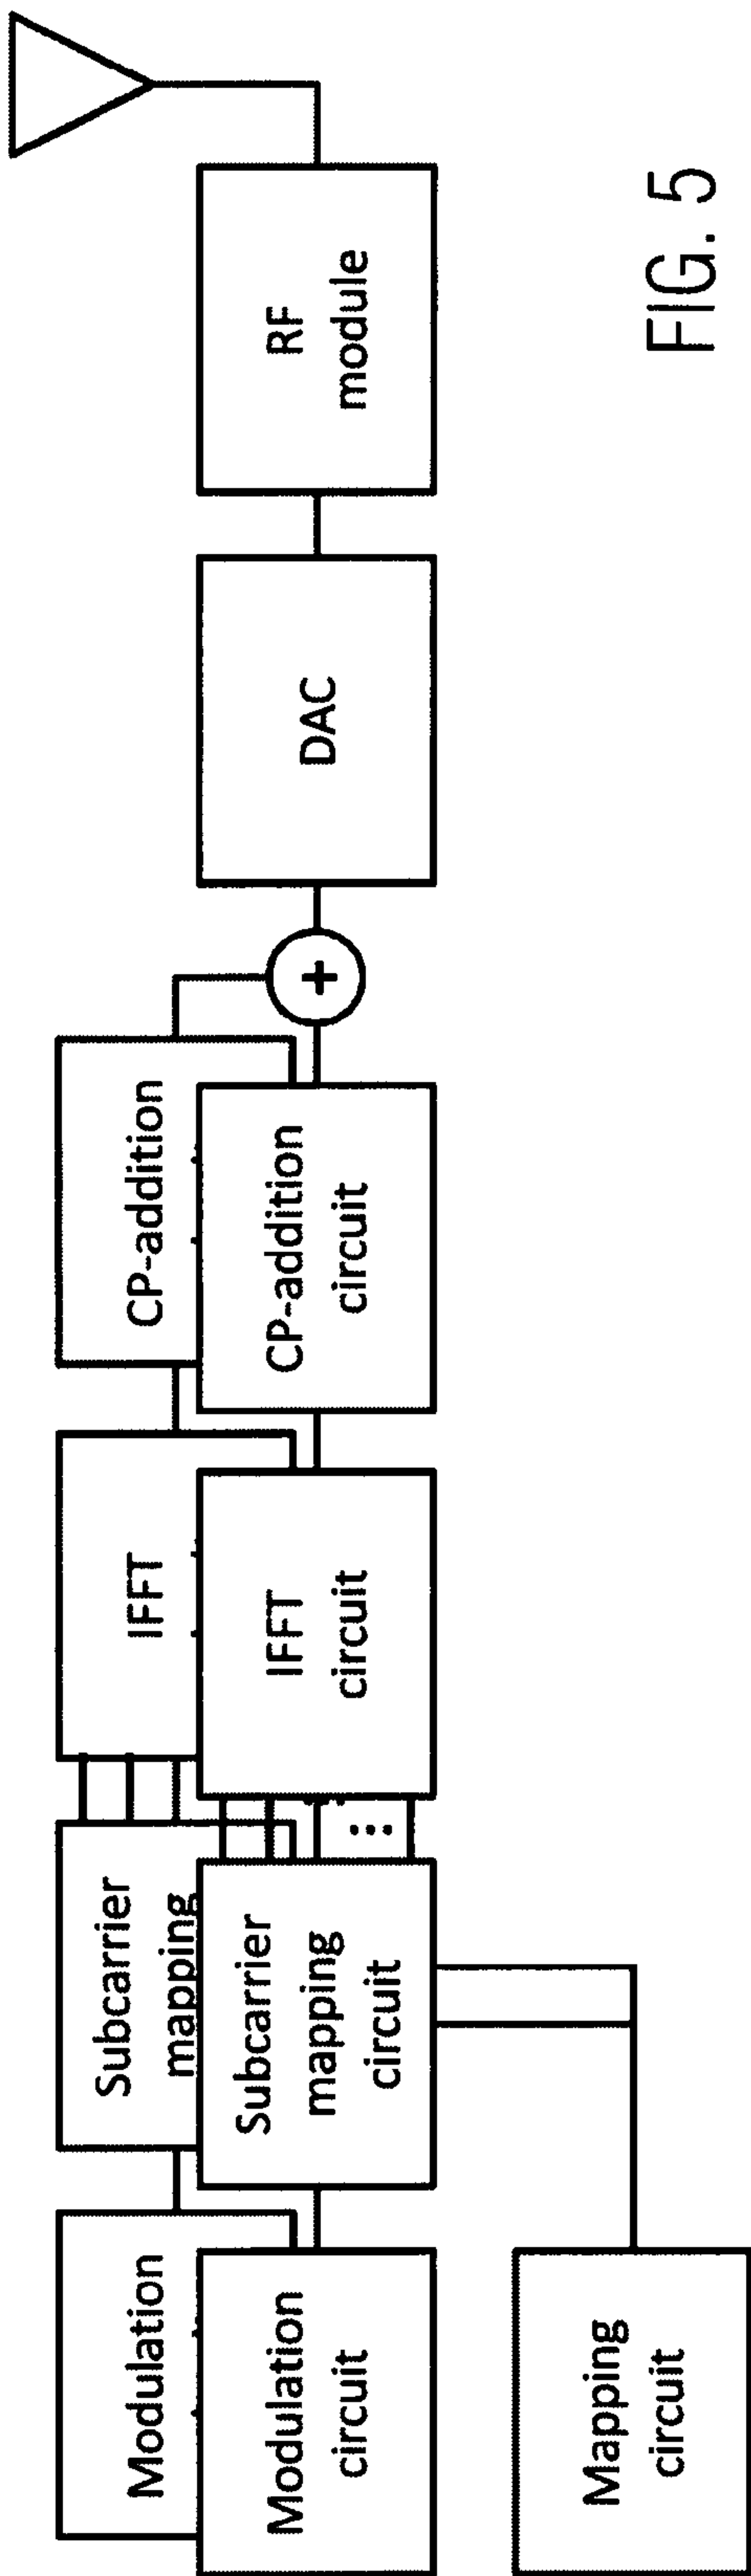 Modulation
Subcarrier
mapping
IFFT
CP-addition
Modulation
circuit
Subcarrier
mapping
circuit
IFFT
circuit
CP-addition
circuit
+
DAC
RF
module
Mapping
circuit
FIG. 5